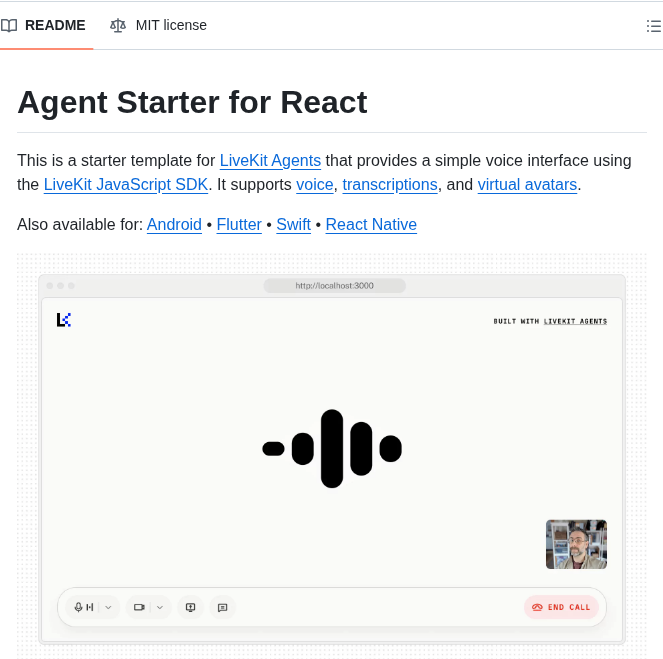 README
MIT license
Agent Starter for React
This is a starter template for LiveKit Agents that provides a simple voice interface using
the LiveKit JavaScript SDK. It supports voice, transcriptions, and virtual avatars.
Also available for: Android • Flutter • Swift • React Native
http://localhost:3000
BUILT WITH LIVEKIT AGENTS
END CALL